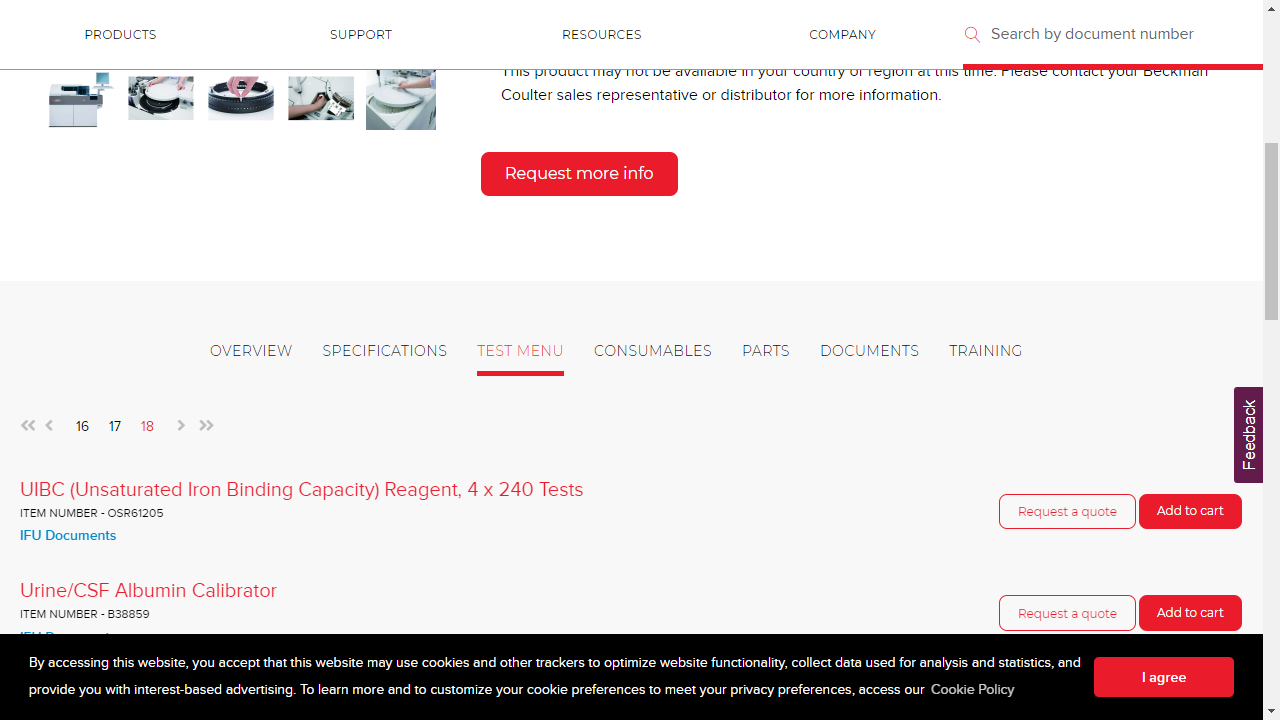 PRODUCTS SUPPORT RESOURCES COMPANY Search by document number
This product may not be available in your country or region at this time. Please contact your Beckman
Coulter sales representative or distributor for more information.
Request more info
OVERVIEW SPECIFICATIONS TEST MENU CONSUMABLES PARTS DOCUMENTS TRAINING
Feedback
16 17 18
UIBC (Unsaturated Iron Binding Capacity) Reagent, 4 x 240 Tests
ITEM NUMBER - OSR61205
Request a quote Add to cart
IFU Documents
Urine/CSF Albumin Calibrator
ITEM NUMBER - B38859
Request a quote Add to cart
IFU Documents
By accessing this website, you accept that this website may use cookies and other trackers to optimize website functionality, collect data used for analysis and statistics, and
provide you with interest-based advertising. To learn more and to customize your cookie preferences to meet your privacy preferences, access our Cookie Policy
I agree